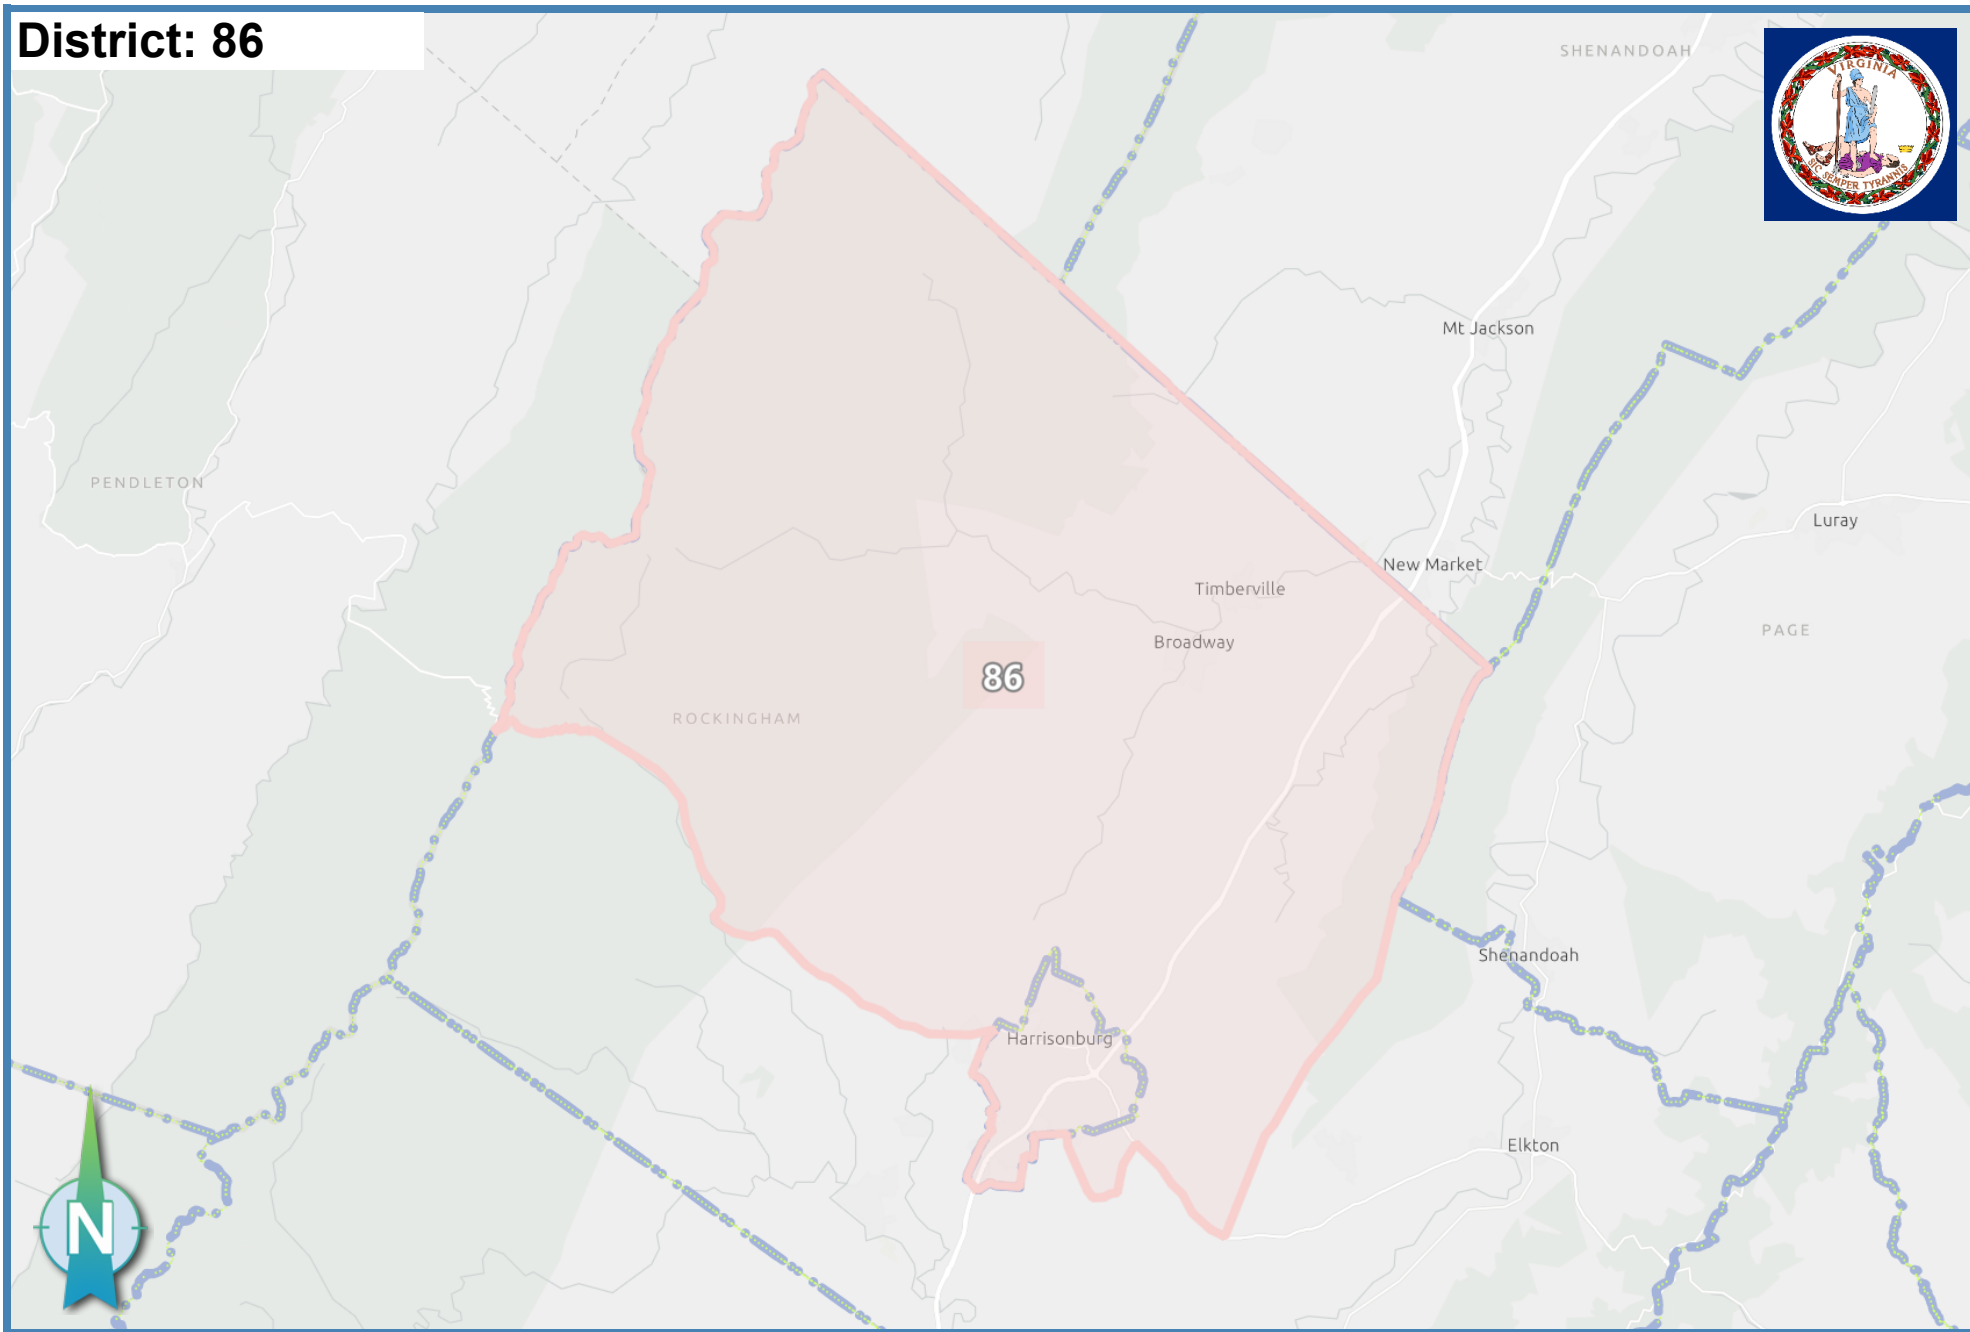 District: 86
SHENANDOAH
VIRGINIA
SIC SEMPER TYRANNIS
Mt Jackson
PENDLETON
Luray
New Market
Timberville
PAGE
Broadway
86
ROCKINGHAM
Shenandoah
Harrisonburg
Elkton
N